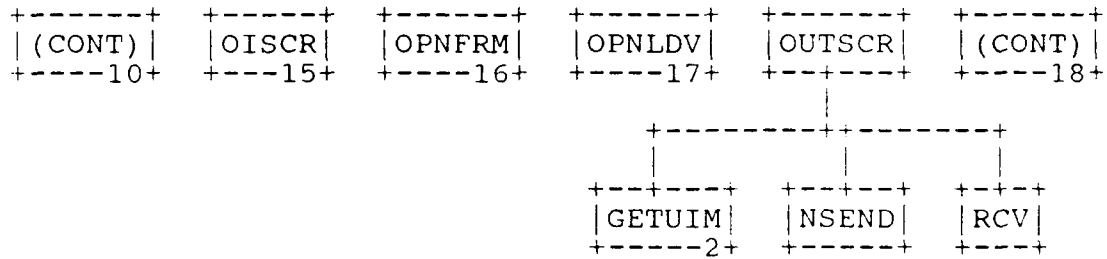 (CONT) OISCR OPNFRM OPNLDV OUTSCR (CONT)
10 15 16 17 18
GETUIM NSEND RCV
2